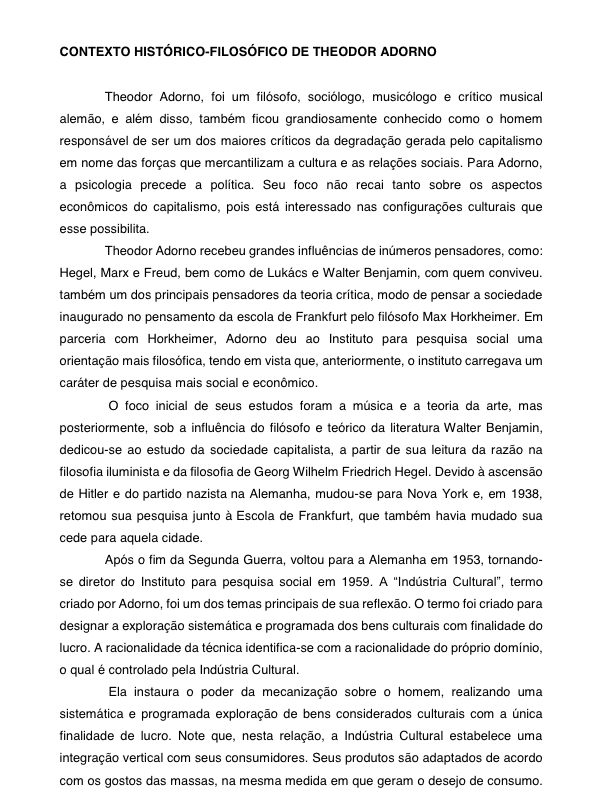 CONTEXTO HISTÓRICO-FILOSÓFICO DE THEODOR ADORNO
Theodor Adorno, foi um filósofo, sociólogo, musicólogo e crítico musical
alemão, e além disso, também ficou grandiosamente conhecido como o homem
responsável de ser um dos maiores críticos da degradação gerada pelo capitalismo
em nome das forças que mercantilizam a cultura e as relações sociais. Para Adorno,
a psicologia precede a política. Seu foco não recai tanto sobre os aspectos
econômicos do capitalismo, pois está interessado nas configurações culturais que
esse possibilita.
Theodor Adorno recebeu grandes influências de inúmeros pensadores, como:
Hegel, Marx e Freud, bem como de Lukács e Walter Benjamin, com quem conviveu.
também um dos principais pensadores da teoria crítica, modo de pensar a sociedade
inaugurado no pensamento da escola de Frankfurt pelo filósofo Max Horkheimer. Em
parceria com Horkheimer, Adorno deu ao Instituto para pesquisa social uma
orientação mais filosófica, tendo em vista que, anteriormente, o instituto carregava um
caráter de pesquisa mais social e econômico.
O foco inicial de seus estudos foram a música e a teoria da arte, mas
posteriormente, sob a influência do filósofo e teórico da literatura Walter Benjamin,
dedicou-se ao estudo da sociedade capitalista, a partir de sua leitura da razão na
filosofia iluminista e da filosofia de Georg Wilhelm Friedrich Hegel. Devido à ascensão
de Hitler e do partido nazista na Alemanha, mudou-se para Nova York e, em 1938,
retomou sua pesquisa junto à Escola de Frankfurt, que também havia mudado sua
cede para aquela cidade.
Após o fim da Segunda Guerra, voltou para a Alemanha em 1953, tornando-
se diretor do Instituto para pesquisa social em 1959. A “Indústria Cultural”, termo
criado por Adorno, foi um dos temas principais de sua reflexão. O termo foi criado para
designar a exploração sistemática e programada dos bens culturais com finalidade do
lucro. A racionalidade da técnica identifica-se com a racionalidade do próprio domínio,
o qual é controlado pela Indústria Cultural.
Ela instaura o poder da mecanização sobre o homem, realizando uma
sistemática e programada exploração de bens considerados culturais com a única
finalidade de lucro. Note que, nesta relação, a Indústria Cultural estabelece uma
integração vertical com seus consumidores. Seus produtos são adaptados de acordo
com os gostos das massas, na mesma medida em que geram o desejo de consumo.